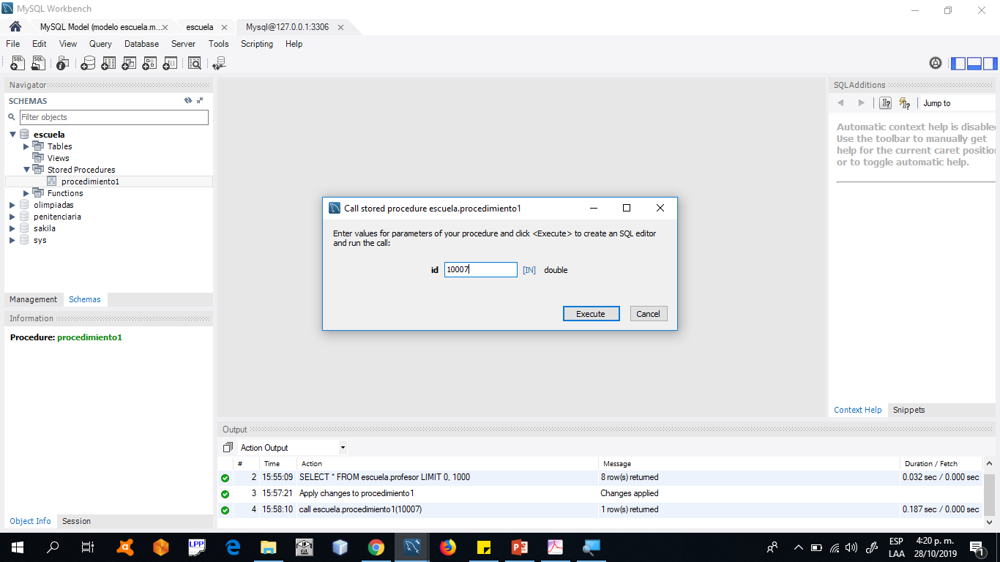 MySQL Workbench
MySQL Model (modelo escuela.m...
escuela
Mysql@127.0.0.1:3306
File Edit View Query Database Server Tools Scripting Help
Navigator
SCHEMAS
Filter objects
escuela
Tables
Views
Stored Procedures
procedimiento1
Functions
olimpiadas
penitenciaria
sakila
sys
Management Schemas
Information
Procedure: procedimiento1
Object Info Session
Call stored procedure escuela.procedimiento1
Enter values for parameters of your procedure and click <Execute> to create an SQL editor
and run the call:
id 10007 [IN] double
Execute Cancel
SQLAdditions
Jump to
Automatic context help is disabled
Use the toolbar to manually get
help for the current caret position
or to toggle automatic help.
Context Help Snippets
Output
Action Output
# Time Action Message Duration / Fetch
2 15:55:09 SELECT * FROM escuela.profesor LIMIT 0, 1000 8 row(s) returned 0.032 sec / 0.000 sec
3 15:57:21 Apply changes to procedimiento1 Changes applied
4 15:58:10 call escuela.procedimiento1(10007) 1 row(s) returned 0.187 sec / 0.000 sec
LPP
ESP
LAA
4:20 p. m.
28/10/2019
1